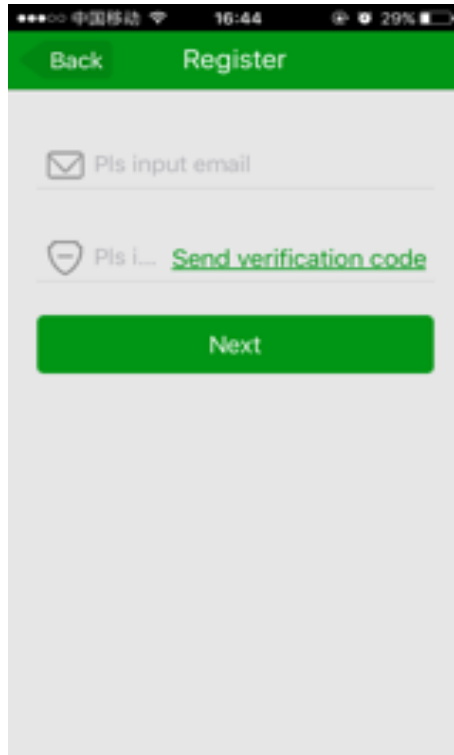 中国移动 16:44 29%
Back Register
Pls input email
Pls i... Send verification code
Next